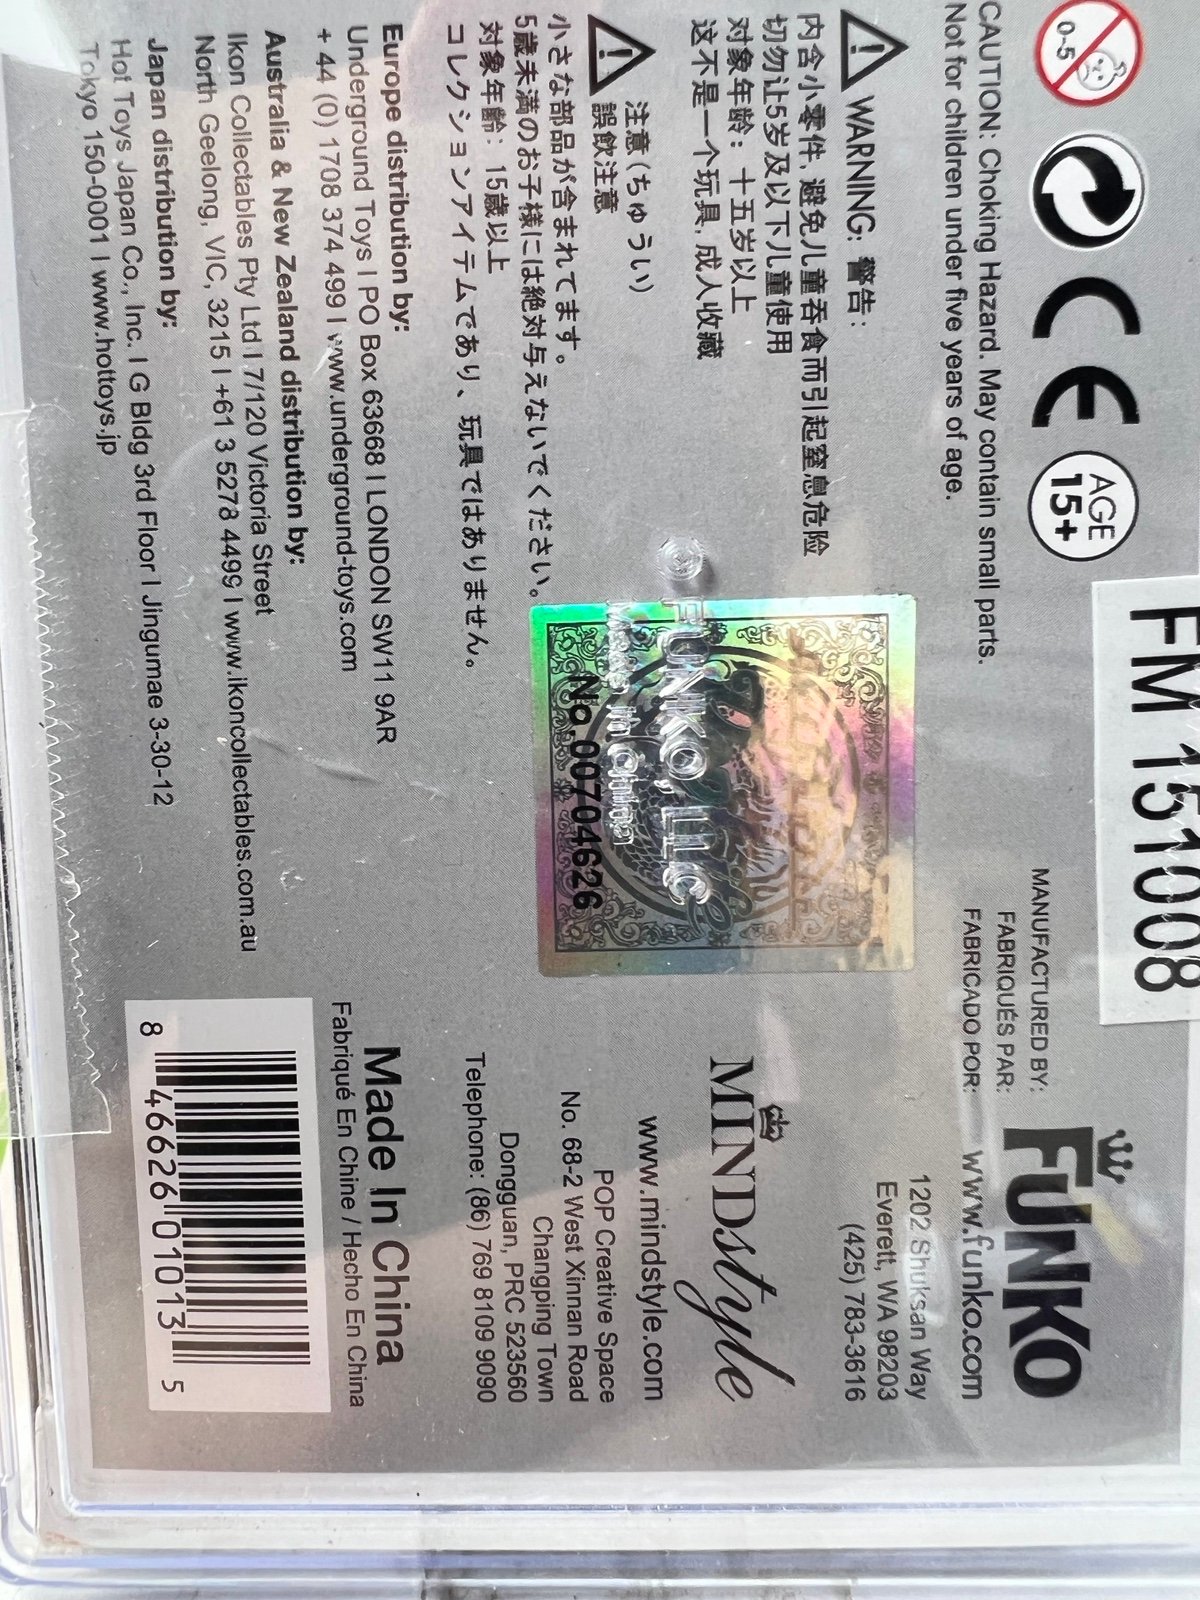 0-5
CE
AGE
15+
CAUTION: Choking Hazard. May contain small parts.
Not for children under five years of age.
WARNING: 警告:
内含小零件, 避免儿童吞食而引起窒息危险
切勿让5岁及以下儿童使用
对象年龄: 十五岁以上
这不是一个玩具, 成人收藏
注意(ちゅうい)
誤飲注意
小さな部品が含まれてます。
5歳未満のお子様には絶対与えないでください。
対象年齢: 15歳以上
コレクションアイテムであり、玩具ではありません。
Europe distribution by:
Underground Toys I PO Box 63668 I LONDON SW11 9AR
+ 44 (0) 1708 374 499 I www.underground-toys.com
Australia & New Zealand distribution by:
Ikon Collectables Pty Ltd I 7/120 Victoria Street
North Geelong, VIC, 3215 I +61 3 5278 4499 I www.ikoncollectables.com.au
Japan distribution by:
Hot Toys Japan Co., Inc. I G Bldg 3rd Floor I Jingumae 3-30-12
Tokyo 150-0001 I www.hottoys.jp
FM 151008
FUNKO, LLC
Made in China
No.00704626
MANUFACTURED BY:
FABRIQUÉS PAR:
FABRICADO POR:
FUNKO
www.funko.com
1202 Shuksan Way
Everett, WA 98203
(425) 783-3616
MINDstyle
www.mindstyle.com
POP Creative Space
No. 68-2 West Xinnan Road
Changping Town
Dongguan, PRC 523560
Telephone: (86) 769 8109 9090
Made In China
Fabriqué En Chine / Hecho En China
8 46626 01013 5